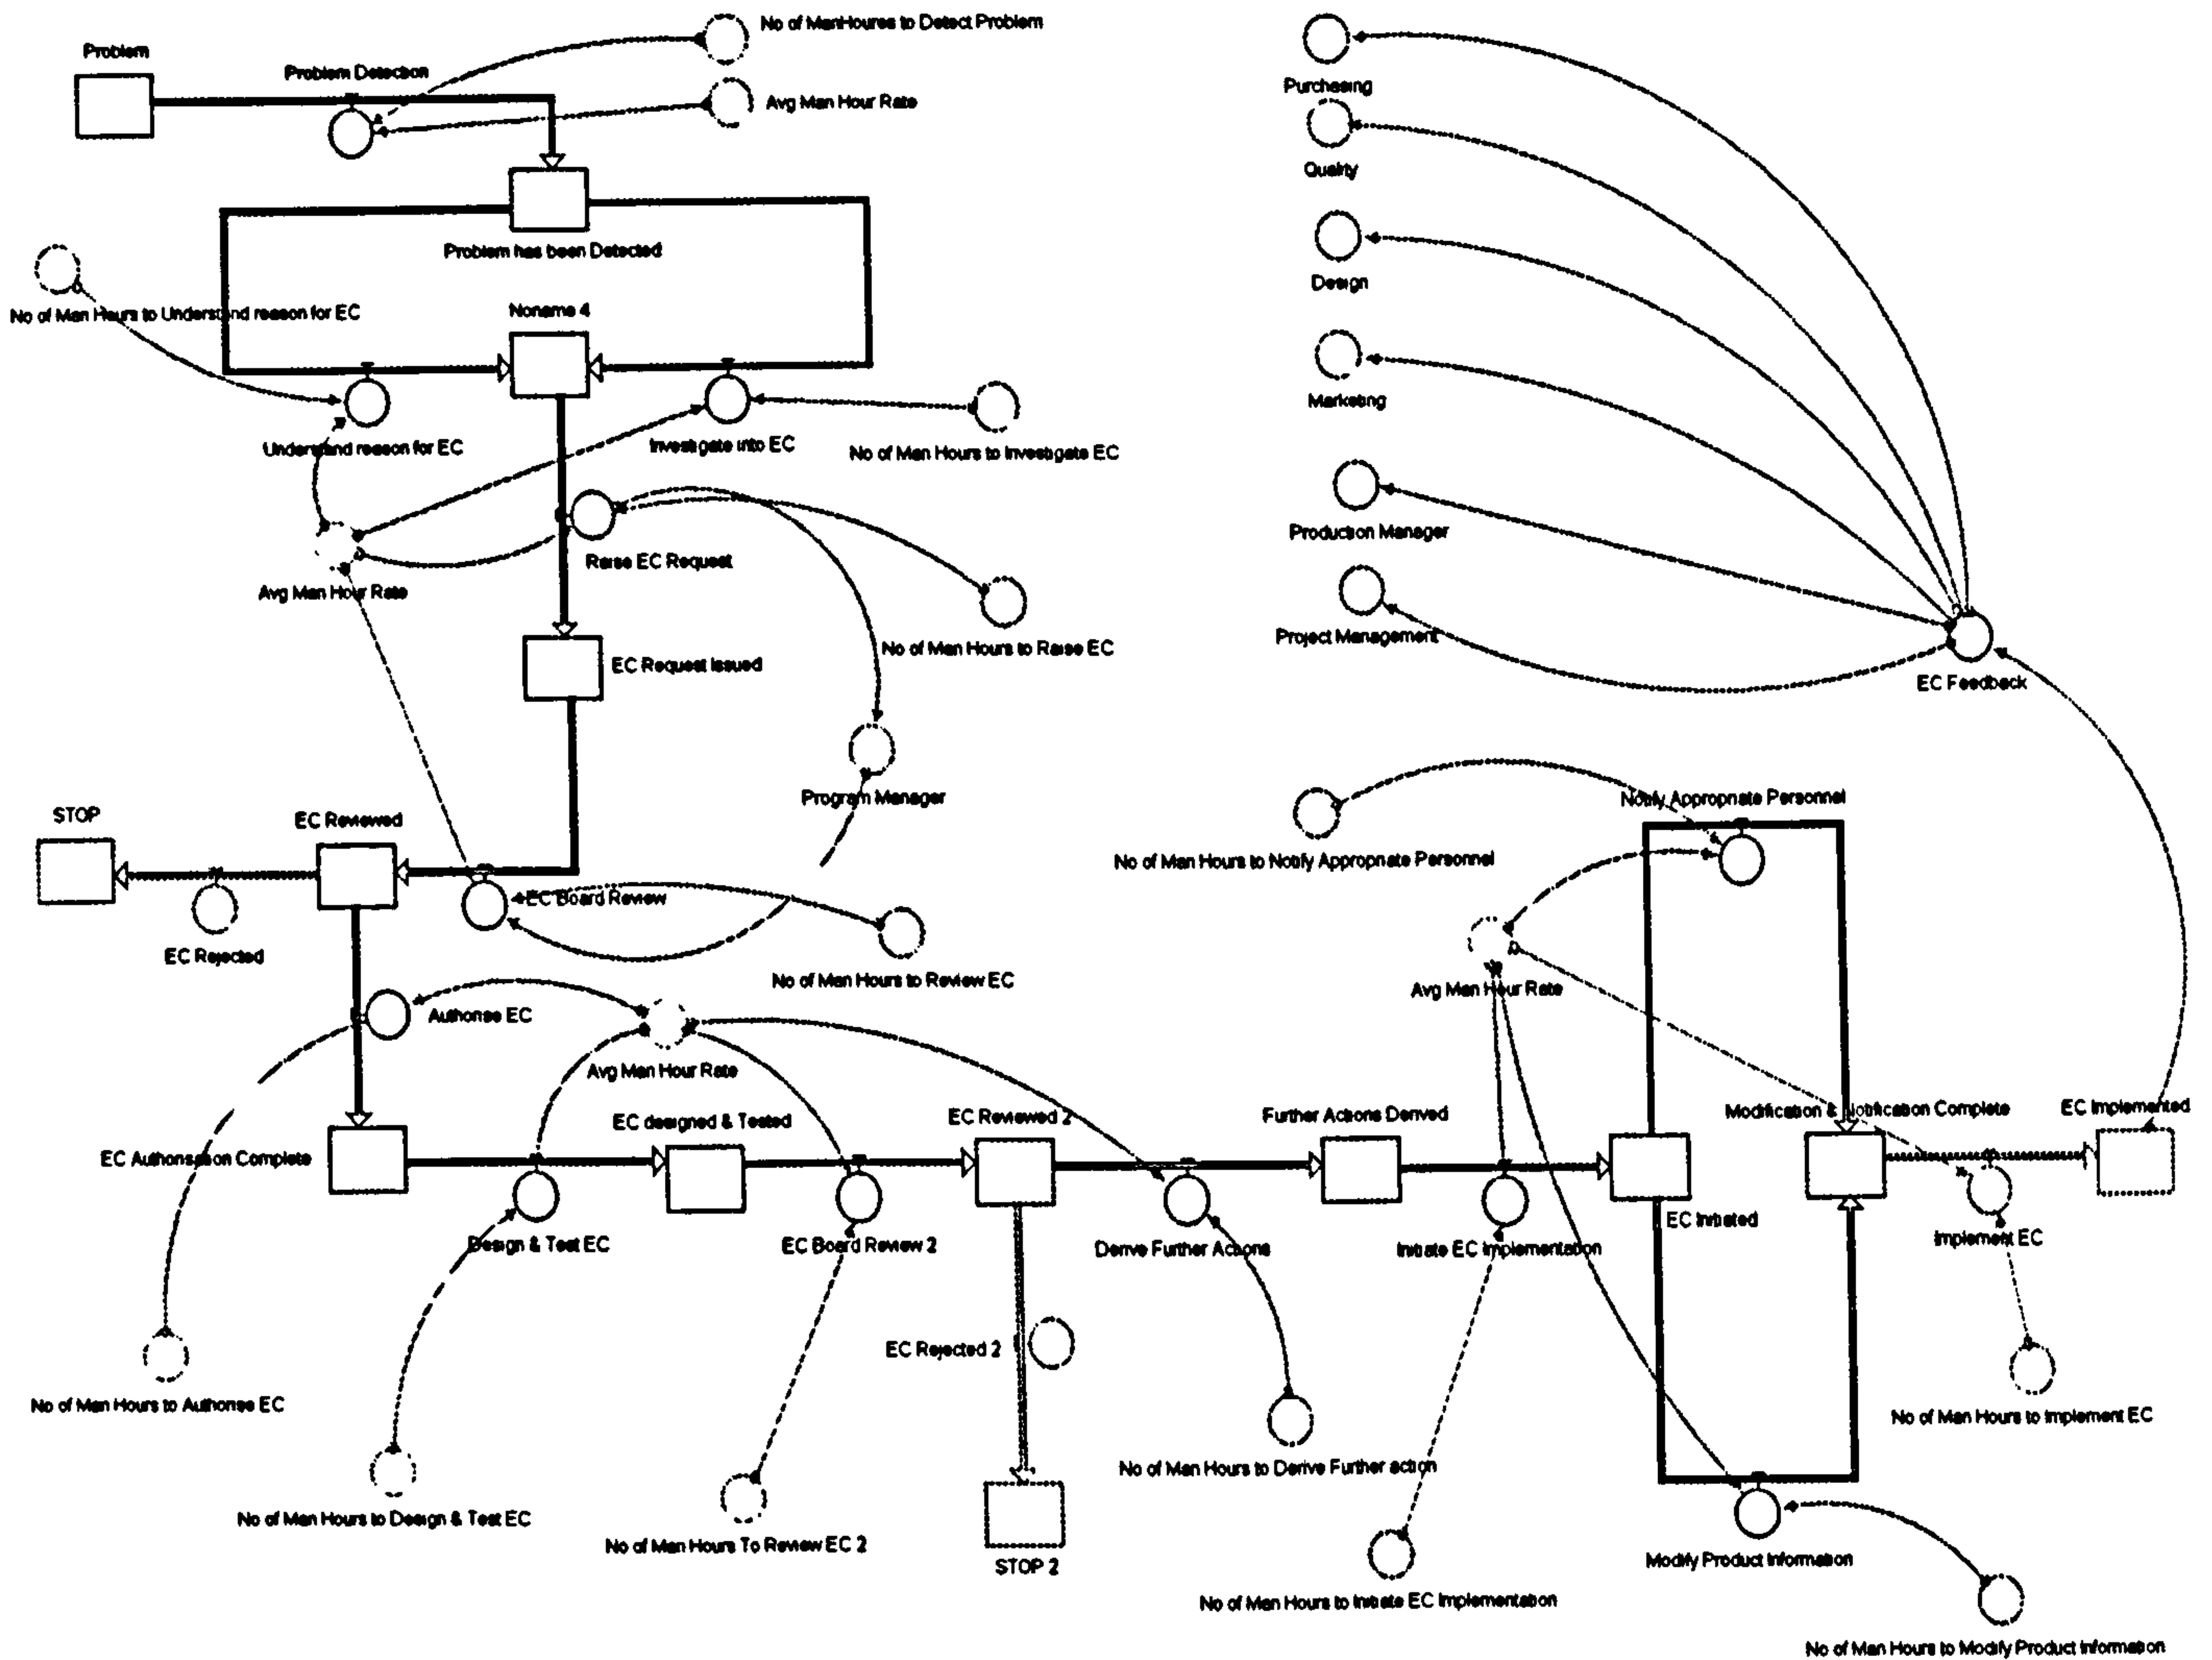 No of ManHoures to Detect Problem
Problem
Problem Detection
Avg Man Hour Rate
Purchasing
Quality
Problem has been Detected
Design
No of Man Hours to Understand reason for EC
Noname 4
Marketing
Understand reason for EC
Investigate into EC
No of Man Hours to Investigate EC
Production Manager
Raise EC Request
Avg Man Hour Rate
Project Management
No of Man Hours to Raise EC
EC Request Issued
EC Feedback
Program Manager
Notify Appropriate Personnel
STOP
EC Reviewed
No of Man Hours to Notify Appropriate Personnel
EC Board Review
EC Rejected
No of Man Hours to Review EC
Avg Man Hour Rate
Authorise EC
Avg Man Hour Rate
EC designed & Tested
EC Reviewed 2
Further Actions Derived
Modification & Notification Complete
EC Implemented
EC Authorisation Complete
EC Initiated
Design & Test EC
EC Board Review 2
Derive Further Actions
Initiate EC Implementation
Implement EC
EC Rejected 2
No of Man Hours to Authorise EC
No of Man Hours to Implement EC
No of Man Hours to Derive Further action
No of Man Hours to Design & Test EC
No of Man Hours To Review EC 2
STOP 2
Modify Product Information
No of Man Hours to Initiate EC Implementation
No of Man Hours to Modify Product Information